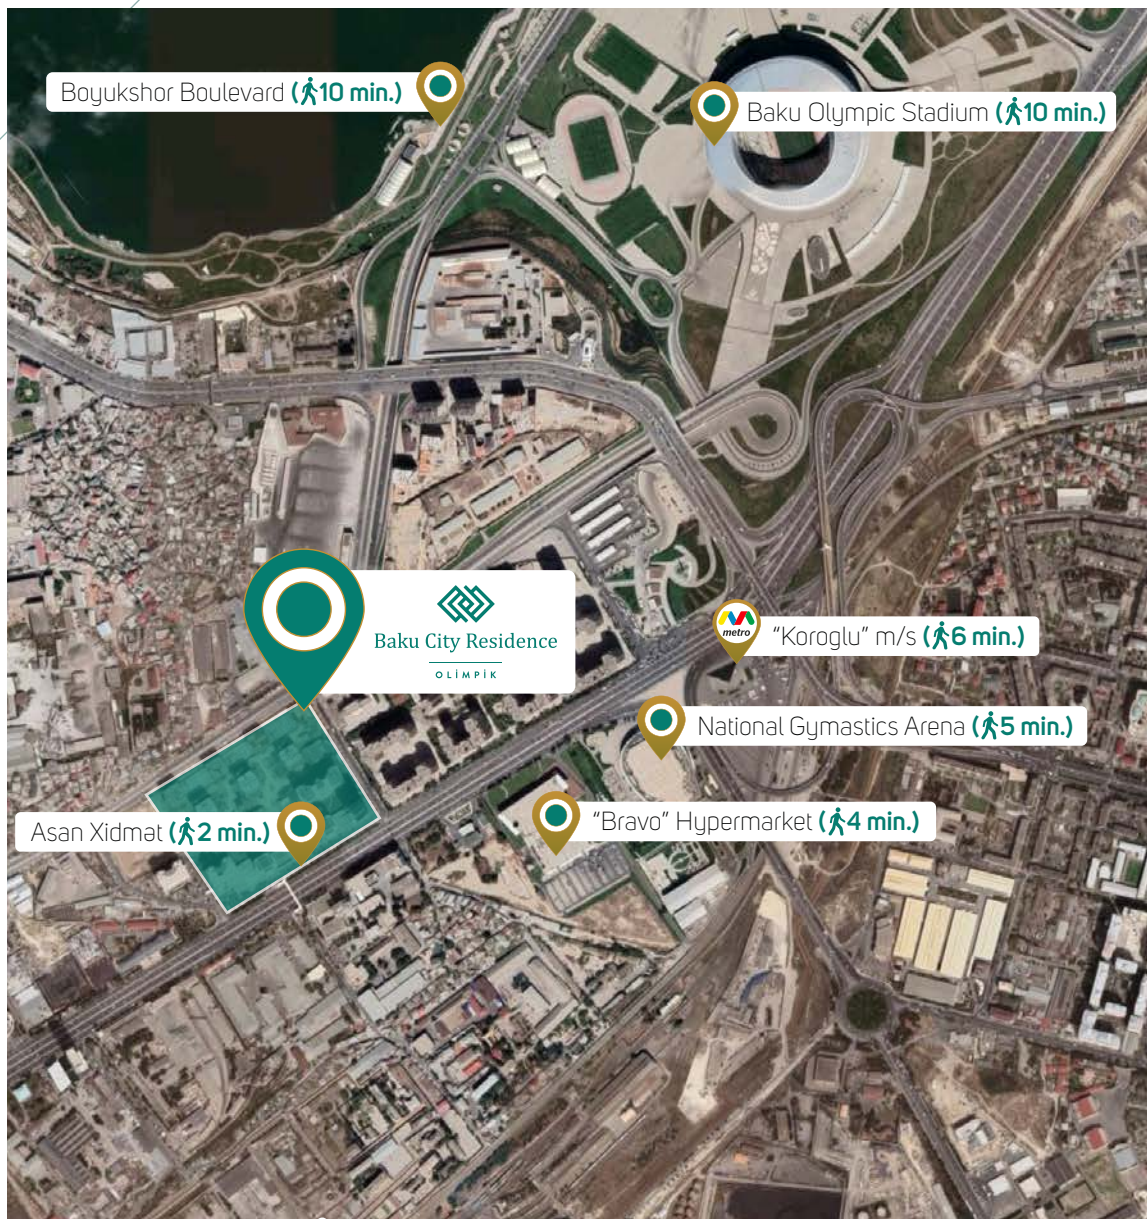 Boyukshor Boulevard (10 min.)
Baku Olympic Stadium (10 min.)
Baku City Residence
OLİMPİK
metro
"Koroglu" m/s (6 min.)
National Gymastics Arena (5 min.)
"Bravo" Hypermarket (4 min.)
Asan Xidmət (2 min.)